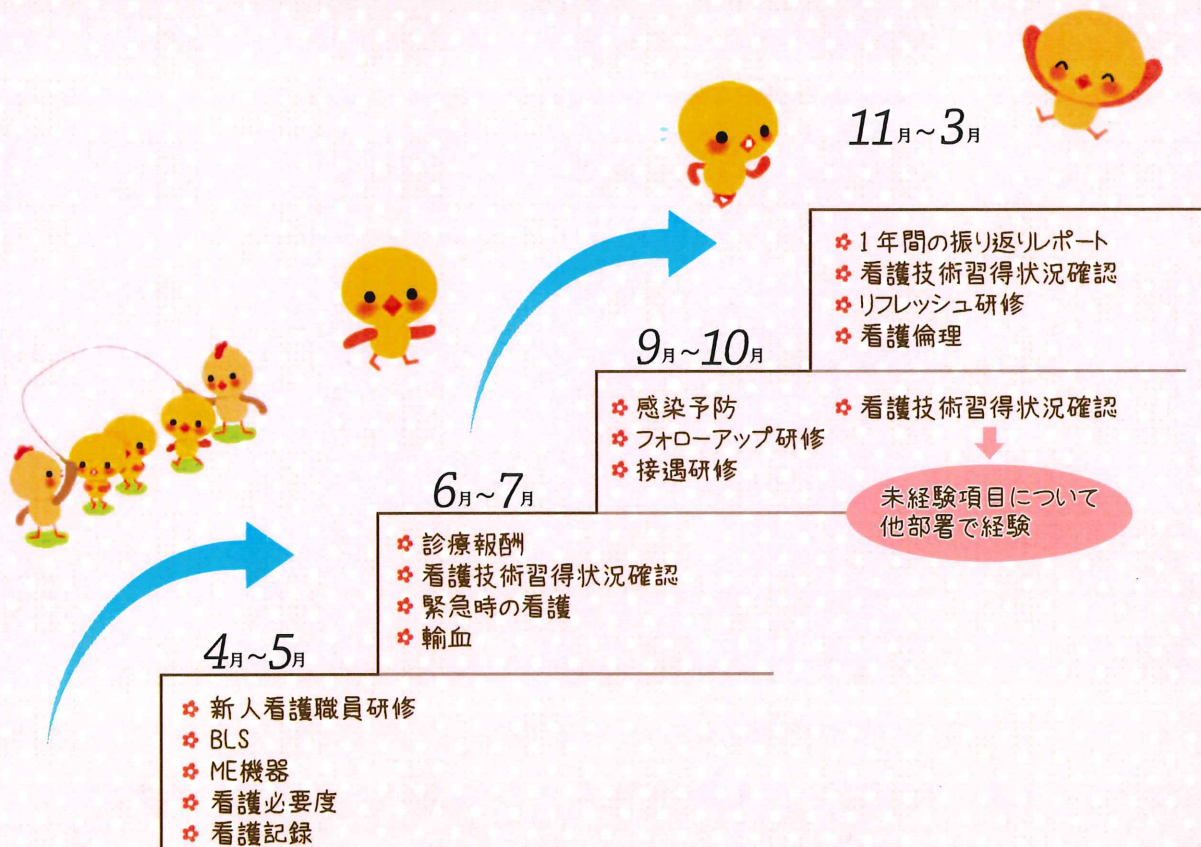 11月～3月
1年間の振り返りレポート
看護技術習得状況確認
リフレッシュ研修
看護倫理
9月～10月
感染予防
フォローアップ研修
接遇研修
看護技術習得状況確認
未経験項目について
他部署で経験
6月～7月
診療報酬
看護技術習得状況確認
緊急時の看護
輸血
4月～5月
新人看護職員研修
BLS
ME機器
看護必要度
看護記録